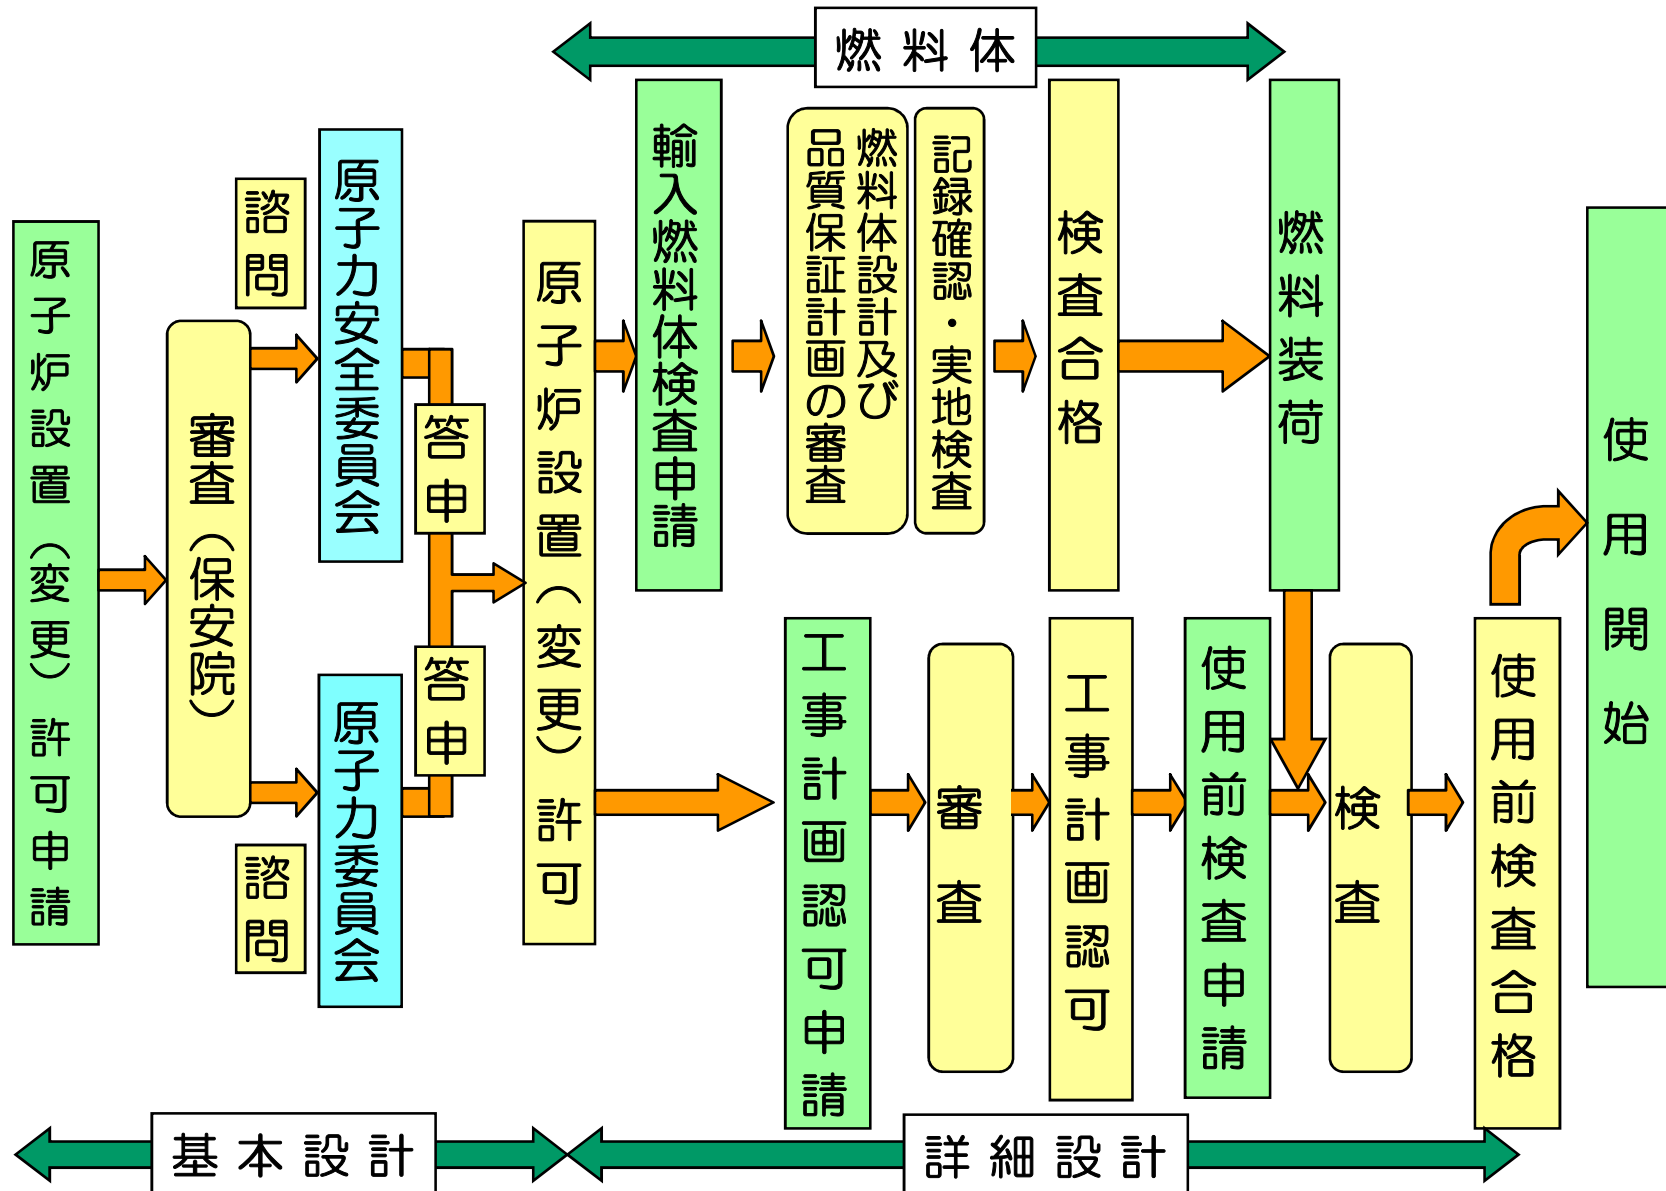 燃料体
原子炉設置（変更）許可申請
審査（保安院）
諮問
原子力安全委員会
答申
諮問
原子力委員会
答申
原子炉設置（変更）許可
輸入燃料体検査申請
燃料体設計及び
品質保証計画の審査
記録確認・実地検査
検査合格
燃料装荷
工事計画認可申請
審査
工事計画認可
使用前検査申請
検査
使用前検査合格
使用開始
基本設計
詳細設計